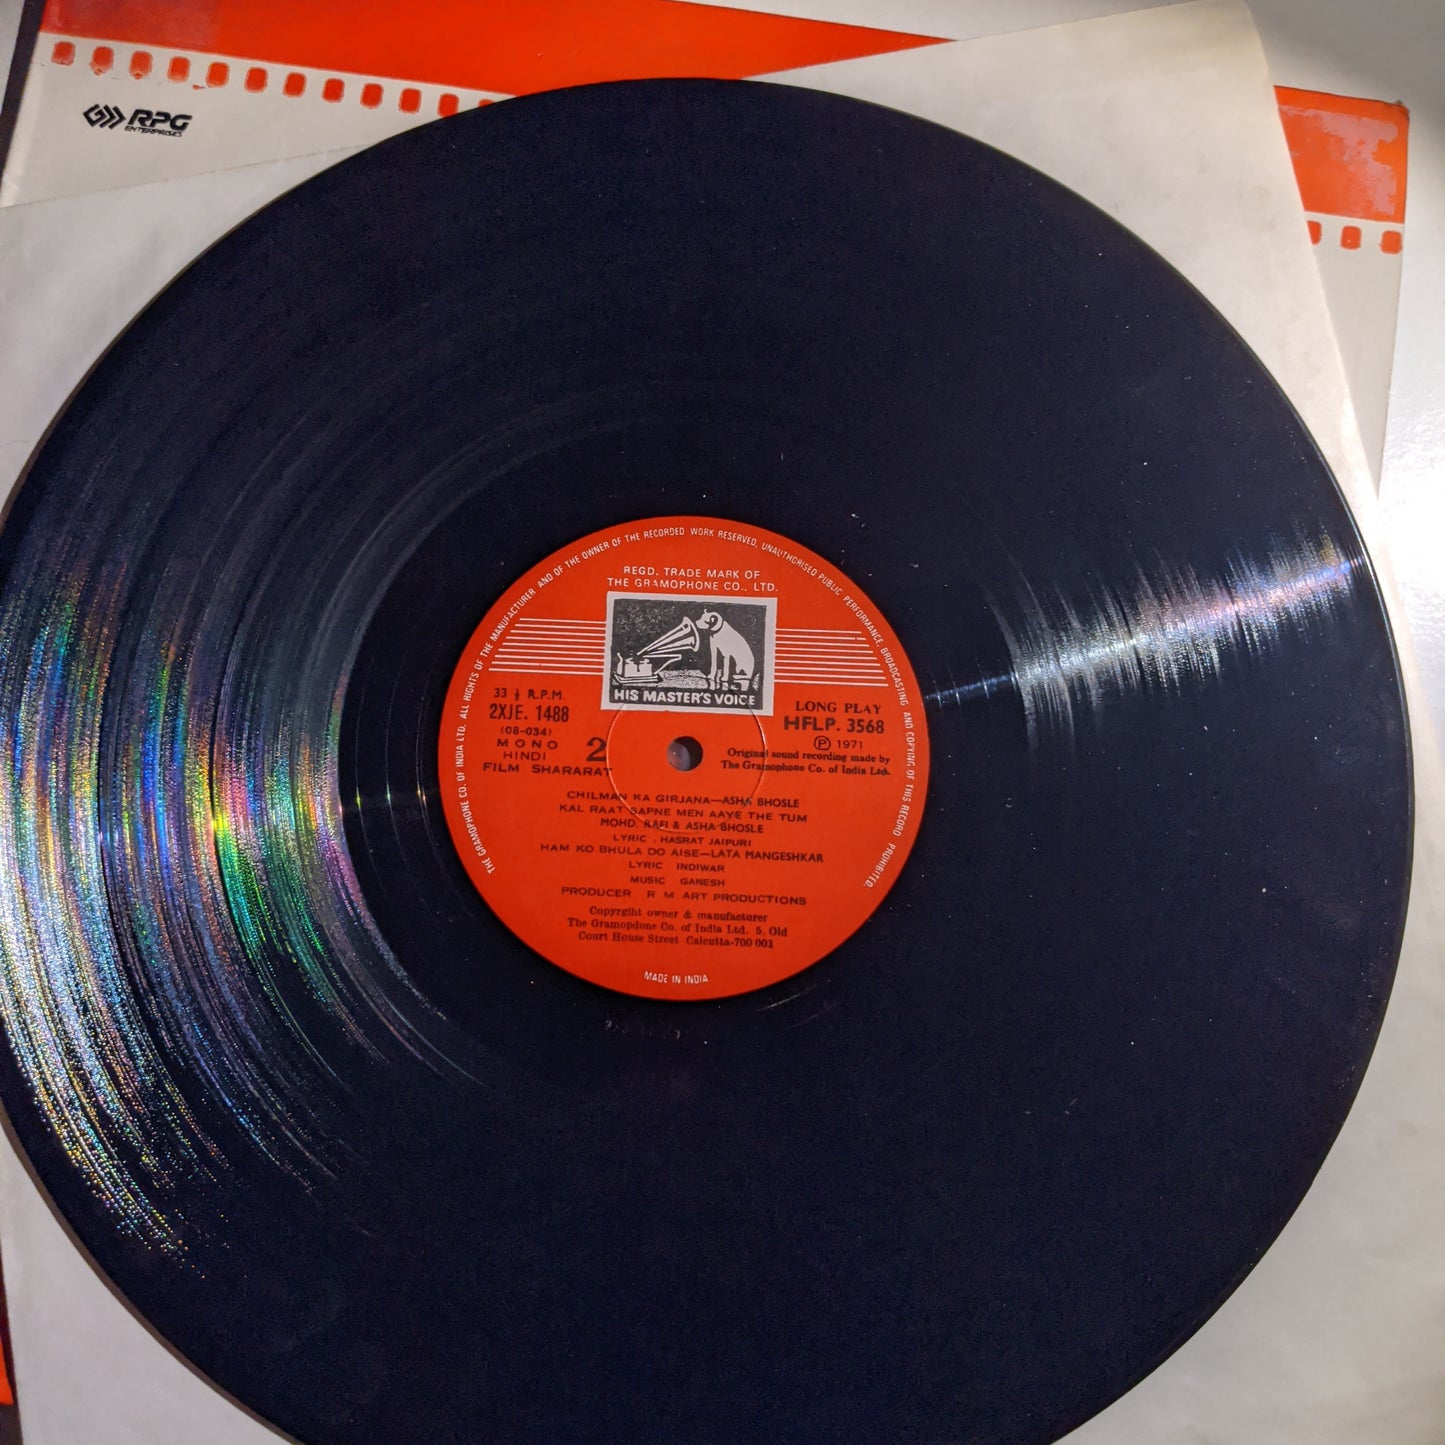 RPG
ENTERPRISES
THE GRAMOPHONE CO. OF INDIA LTD. ALL RIGHTS OF THE MANUFACTURER AND OF THE OWNER OF THE RECORDED WORK RESERVED, UNAUTHORISED PUBLIC PERFORMANCE, BROADCASTING AND COPYING OF THIS RECORD PROHIBITED.
REGD. TRADE MARK OF
THE GRAMOPHONE CO., LTD.
HIS MASTER'S VOICE
33 ⅓ R.P.M.
2XJE. 1488
(08-034)
MONO
HINDI
FILM SHARARAT
2
LONG PLAY
HFLP. 3568
Ⓟ 1971
Original sound recording made by
The Gramophone Co. of India Ltd.
CHILMAN KA GIRJANA—ASHA BHOSLE
KAL RAAT SAPNE MEN AAYE THE TUM
MOHD. RAFI & ASHA BHOSLE
LYRIC : HASRAT JAIPURI
HAM KO BHULA DO AISE—LATA MANGESHKAR
LYRIC INDIWAR
MUSIC GANESH
PRODUCER R M ART PRODUCTIONS
Copyrgiht owner & manufacturer
The Gramopdone Co. of India Ltd. 5. Old
Court House Street Calcutta-700 001
MADE IN INDIA